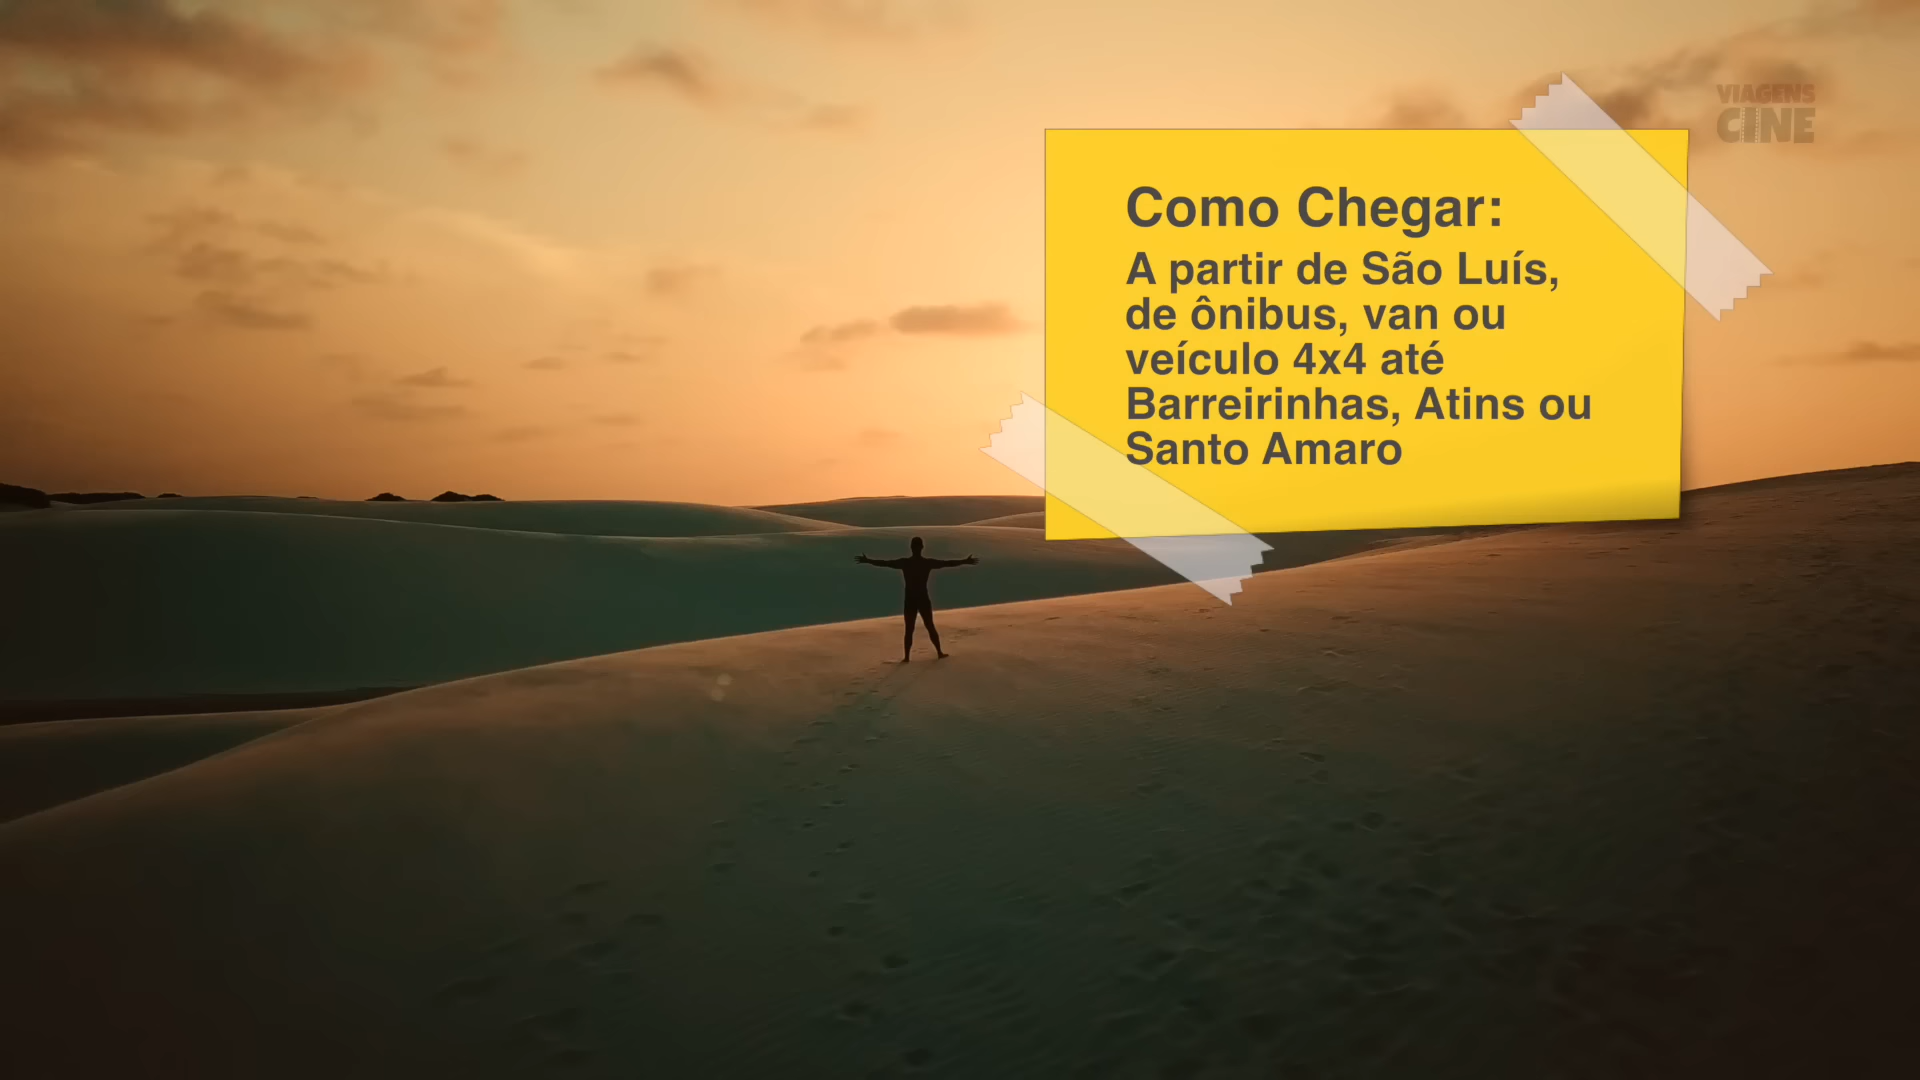 VIAGENS
CINE
Como Chegar:
A partir de São Luís,
de ônibus, van ou
veículo 4x4 até
Barreirinhas, Atins ou
Santo Amaro